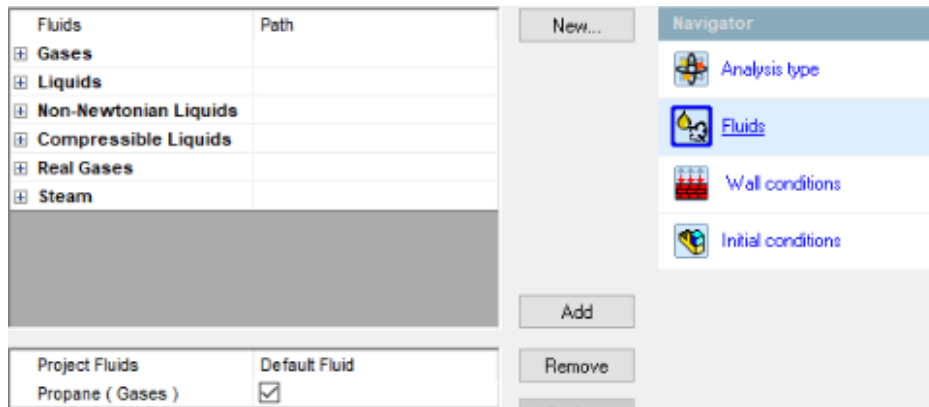 Fluids Path
Gases
Liquids
Non-Newtonian Liquids
Compressible Liquids
Real Gases
Steam
New...
Add
Project Fluids Default Fluid
Propane ( Gases )
Remove
Navigator
Analysis type
Fluids
Wall conditions
Initial conditions